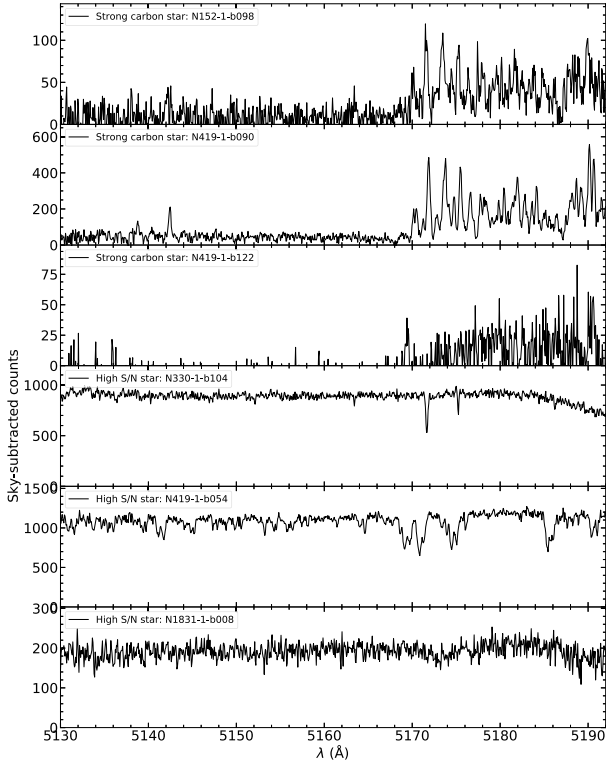 Strong carbon star: N152-1-b098
100
50
0
Strong carbon star: N419-1-b090
600
400
200
0
Strong carbon star: N419-1-b122
75
50
25
0
High S/N star: N330-1-b104
1000
500
0
High S/N star: N419-1-b054
1500
1000
500
0
High S/N star: N1831-1-b008
300
200
100
0
Sky-subtracted counts
5130 5140 5150 5160 5170 5180 5190
λ (Å)